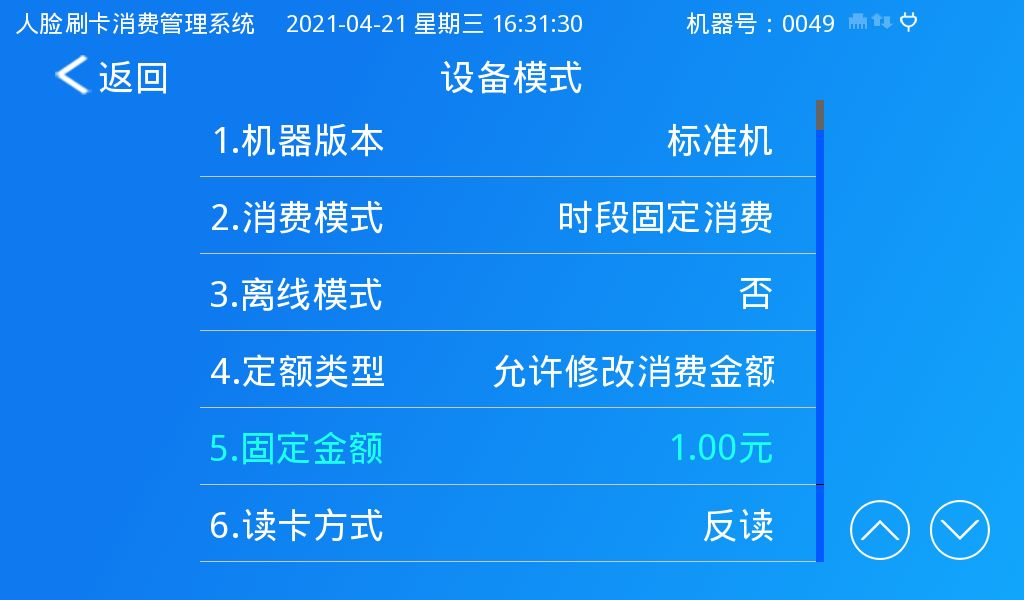 人脸刷卡消费管理系统 2021-04-21 星期三 16:31:30 机器号：0049
返回 设备模式
1.机器版本 标准机
2.消费模式 时段固定消费
3.离线模式 否
4.定额类型 允许修改消费金额
5.固定金额 1.00元
6.读卡方式 反读